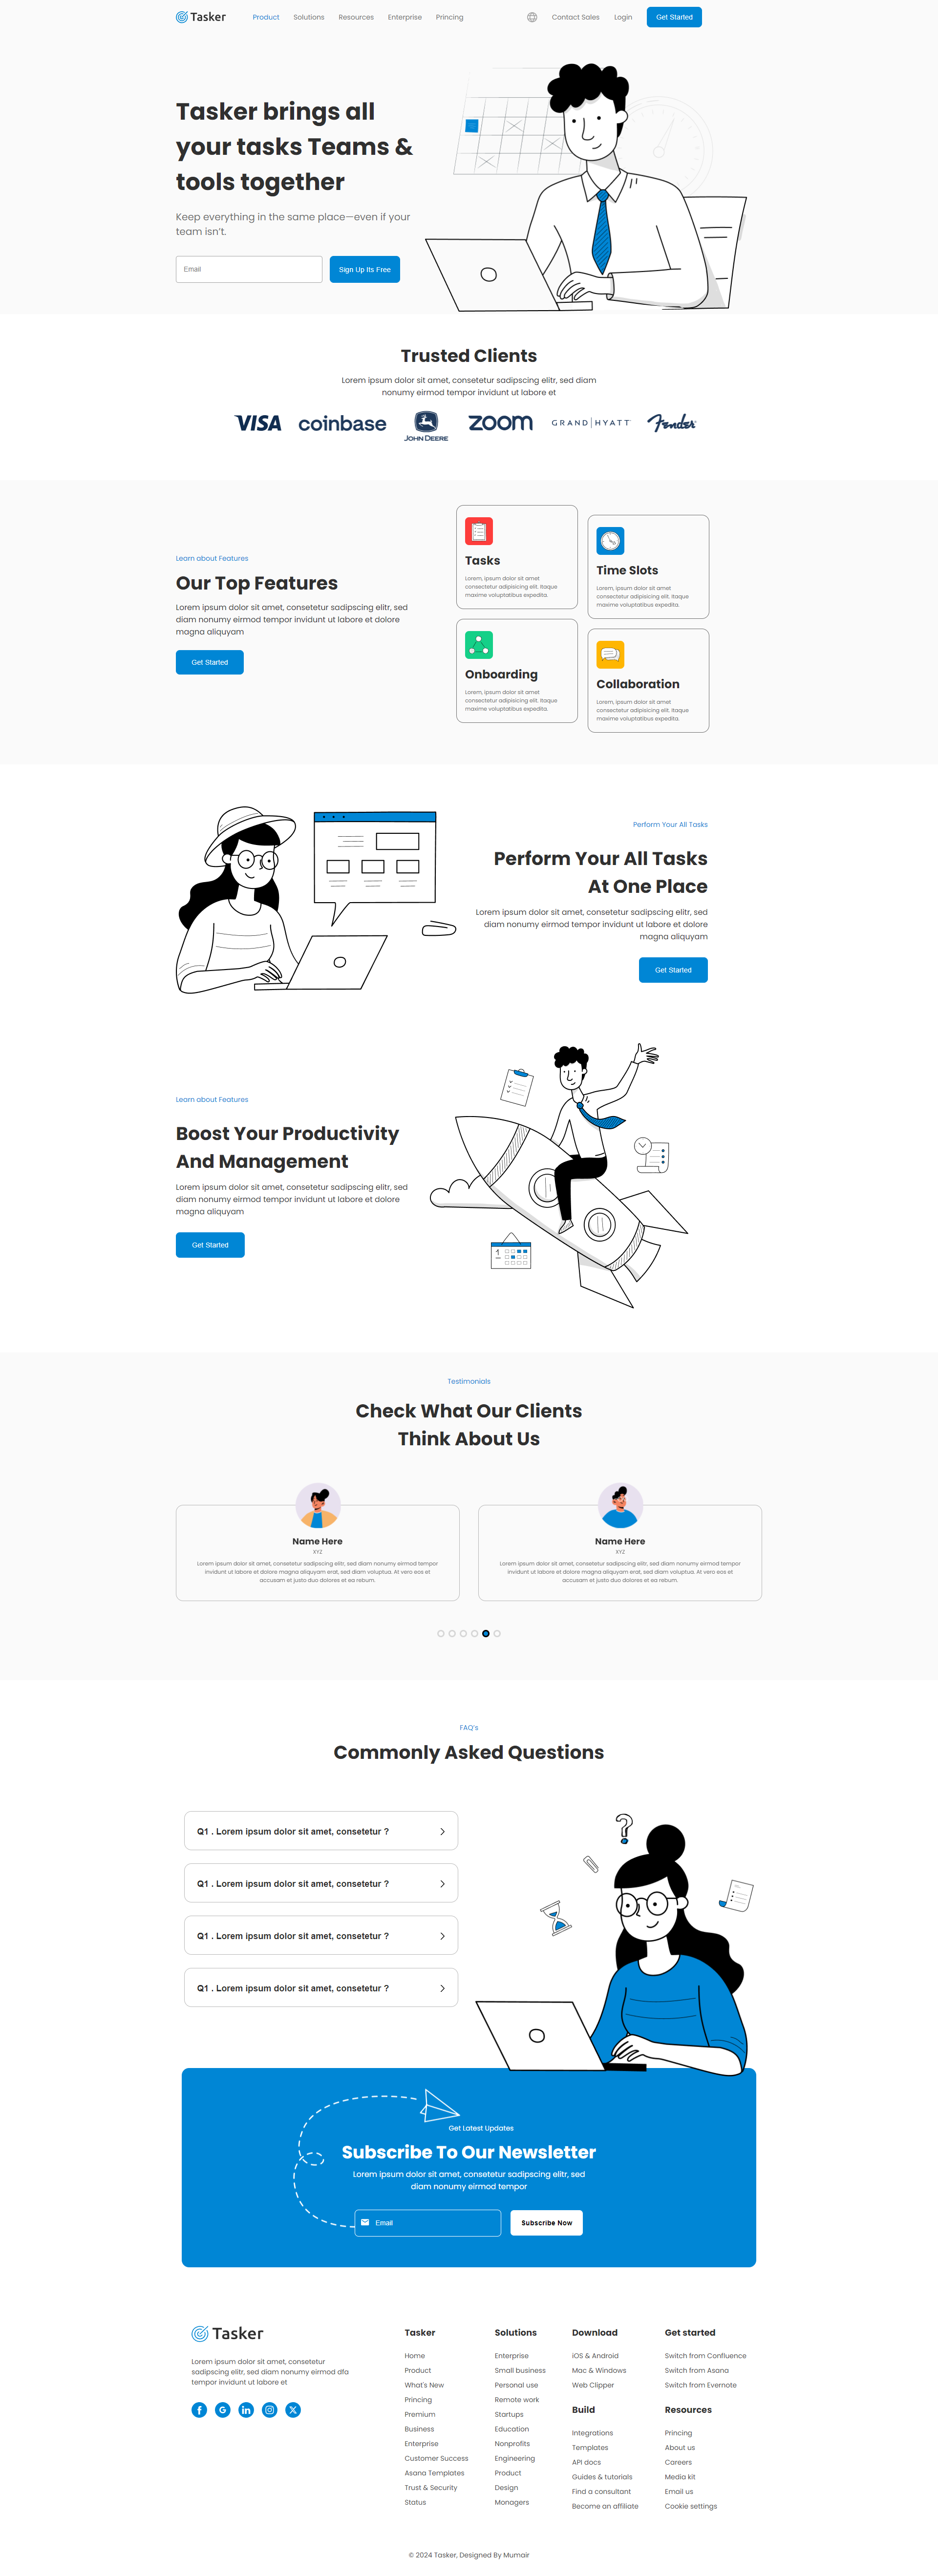 Tasker
Product
Solutions
Resources
Enterprise
Princing
Contact Sales
Login
Get Started
Tasker brings all
your tasks Teams &
tools together
Keep everything in the same place—even if your
team isn't.
Email
Sign Up Its Free
Trusted Clients
Lorem ipsum dolor sit amet, consetetur sadipscing elitr, sed diam
nonumy eirmod tempor invidunt ut labore et
VISA
coinbase
JOHN DEERE
zoom
GRAND HYATT
Fender
Learn about Features
Our Top Features
Lorem ipsum dolor sit amet, consetetur sadipscing elitr, sed
diam nonumy eirmod tempor invidunt ut labore et dolore
magna aliquyam
Get Started
Tasks
Lorem, ipsum dolor sit amet
consectetur adipisicing elit. Itaque
maxime voluptatibus expedita.
Time Slots
Lorem, ipsum dolor sit amet
consectetur adipisicing elit. Itaque
maxime voluptatibus expedita.
Onboarding
Lorem, ipsum dolor sit amet
consectetur adipisicing elit. Itaque
maxime voluptatibus expedita.
Collaboration
Lorem, ipsum dolor sit amet
consectetur adipisicing elit. Itaque
maxime voluptatibus expedita.
Perform Your All Tasks
Perform Your All Tasks
At One Place
Lorem ipsum dolor sit amet, consetetur sadipscing elitr, sed
diam nonumy eirmod tempor invidunt ut labore et dolore
magna aliquyam
Get Started
Learn about Features
Boost Your Productivity
And Management
Lorem ipsum dolor sit amet, consetetur sadipscing elitr, sed
diam nonumy eirmod tempor invidunt ut labore et dolore
magna aliquyam
Get Started
Testimonials
Check What Our Clients
Think About Us
Name Here
XYZ
Lorem ipsum dolor sit amet, consetetur sadipscing elitr, sed diam nonumy eirmod tempor
invidunt ut labore et dolore magna aliquyam erat, sed diam voluptua. At vero eos et
accusam et justo duo dolores et ea rebum.
Name Here
XYZ
Lorem ipsum dolor sit amet, consetetur sadipscing elitr, sed diam nonumy eirmod tempor
invidunt ut labore et dolore magna aliquyam erat, sed diam voluptua. At vero eos et
accusam et justo duo dolores et ea rebum.
FAQ's
Commonly Asked Questions
Q1 . Lorem ipsum dolor sit amet, consetetur ?
Q1 . Lorem ipsum dolor sit amet, consetetur ?
Q1 . Lorem ipsum dolor sit amet, consetetur ?
Q1 . Lorem ipsum dolor sit amet, consetetur ?
?
Get Latest Updates
Subscribe To Our Newsletter
Lorem ipsum dolor sit amet, consetetur sadipscing elitr, sed
diam nonumy eirmod tempor
Email
Subscribe Now
Tasker
Lorem ipsum dolor sit amet, consetetur
sadipscing elitr, sed diam nonumy eirmod dfa
tempor invidunt ut labore et
Tasker
Home
Product
What's New
Princing
Premium
Business
Enterprise
Customer Success
Asana Templates
Trust & Security
Status
Solutions
Enterprise
Small business
Personal use
Remote work
Startups
Education
Nonprofits
Engineering
Product
Design
Managers
Download
iOS & Android
Mac & Windows
Web Clipper
Build
Integrations
Templates
API docs
Guides & tutorials
Find a consultant
Become an affiliate
Get started
Switch from Confluence
Switch from Asana
Switch from Evernote
Resources
Princing
About us
Careers
Media kit
Email us
Cookie settings
© 2024 Tasker, Designed By Mumair